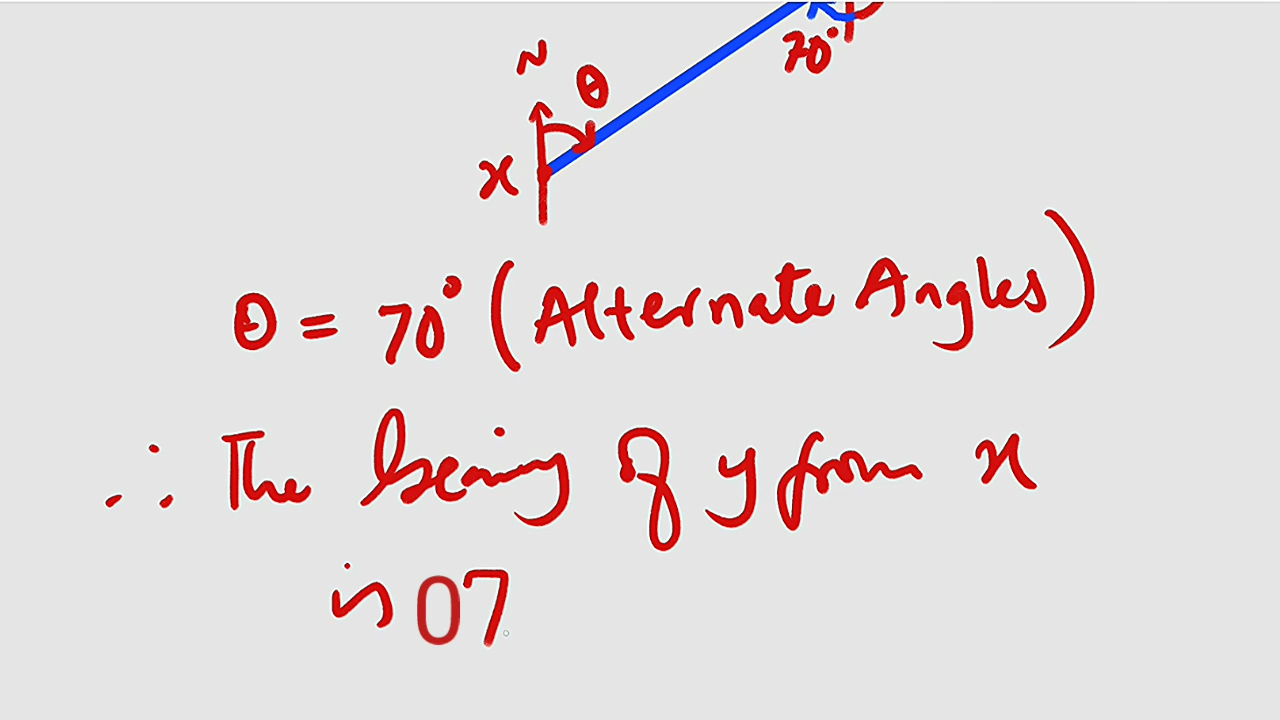 N
θ
70°
x
θ = 70° (Alternate Angles)
∴ The bearing of y from x
is 07